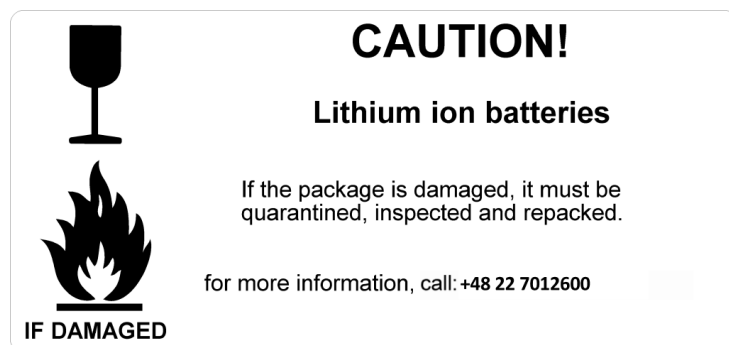 CAUTION!
Lithium ion batteries
If the package is damaged, it must be
quarantined, inspected and repacked.
for more information, call: +48 22 7012600
IF DAMAGED